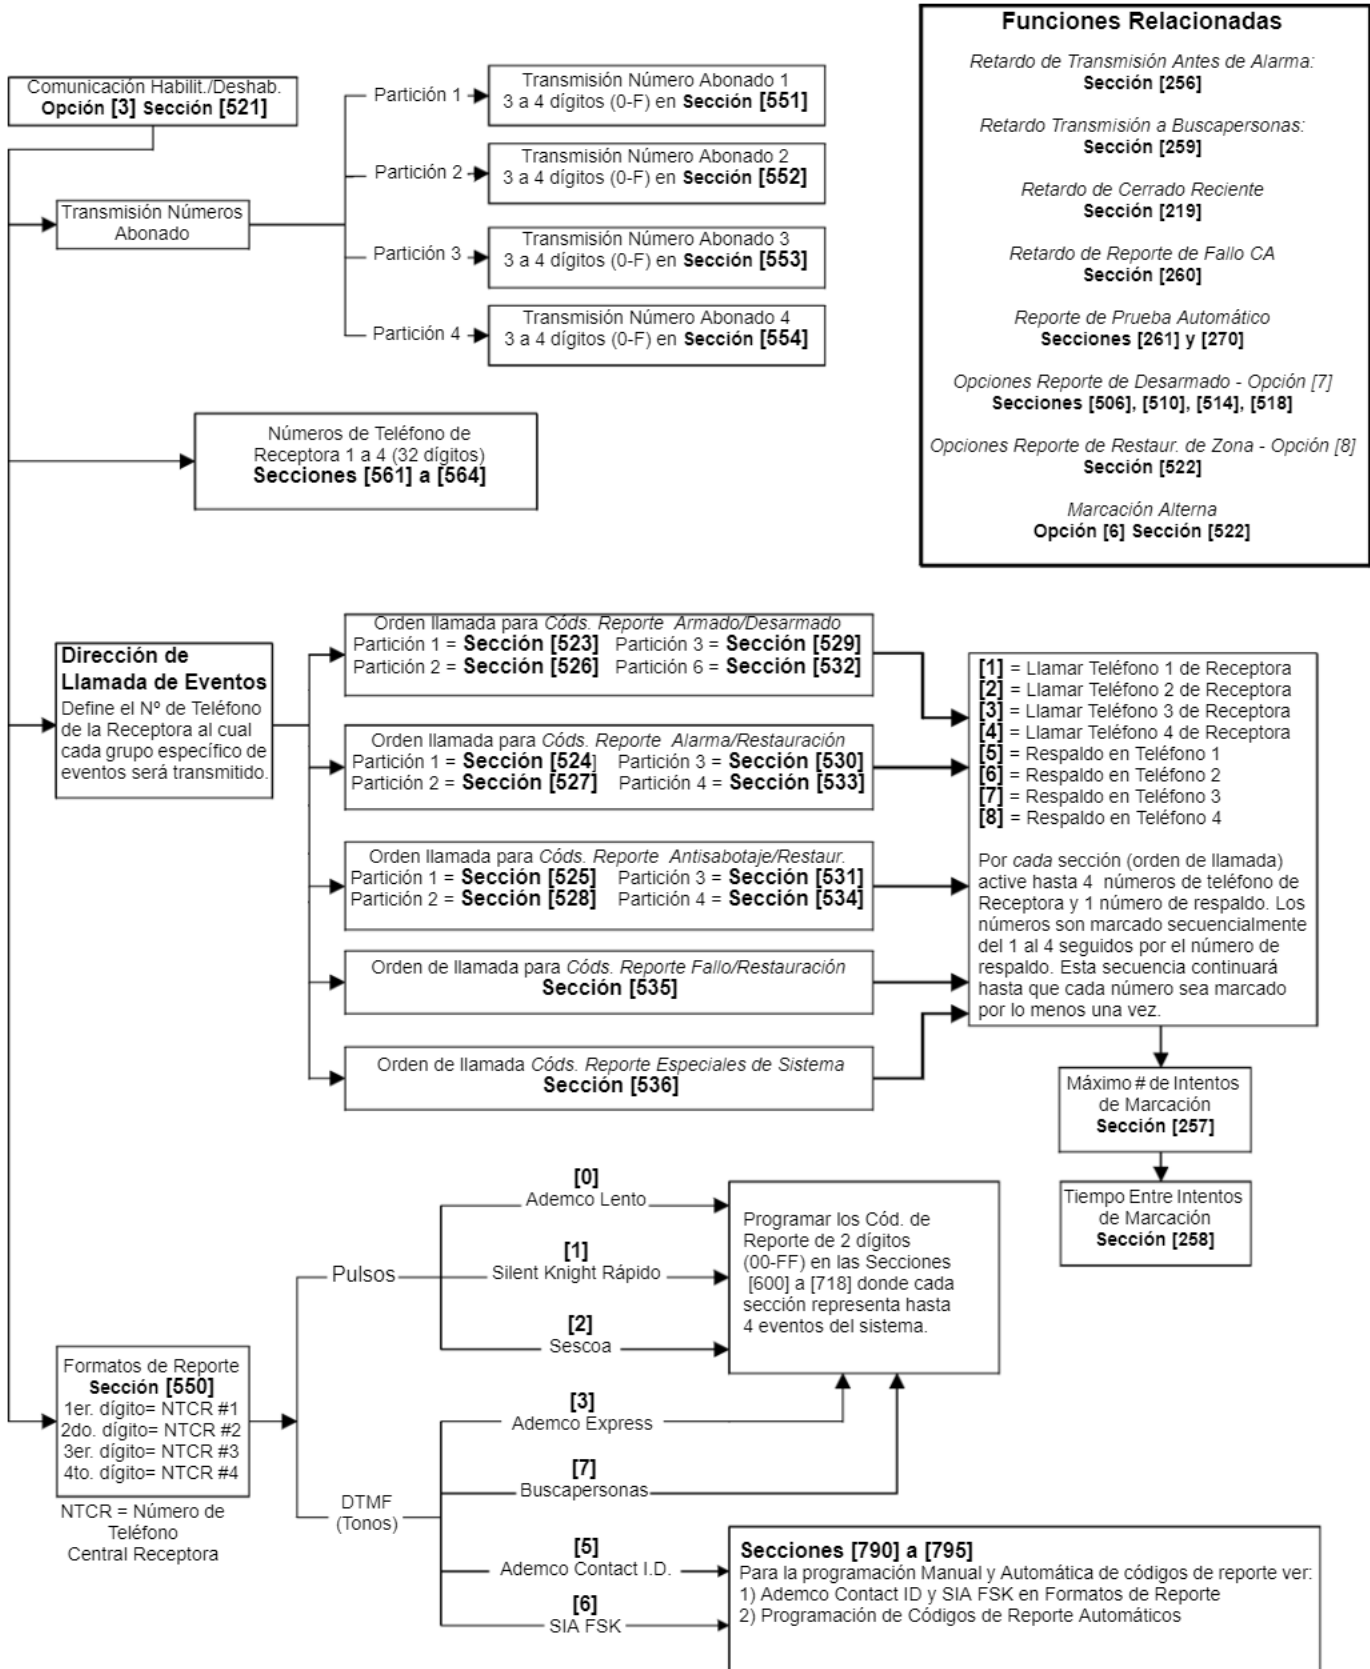 Funciones Relacionadas
Retardo de Transmisión Antes de Alarma:
Sección [256]
Retardo Transmisión a Buscapersonas:
Sección [259]
Retardo de Cerrado Reciente
Sección [219]
Retardo de Reporte de Fallo CA
Sección [260]
Reporte de Prueba Automático
Secciones [261] y [270]
Opciones Reporte de Desarmado - Opción [7]
Secciones [506], [510], [514], [518]
Opciones Reporte de Restaur. de Zona - Opción [8]
Sección [522]
Marcación Alterna
Opción [6] Sección [522]
Comunicación Habilit./Deshab.
Opción [3] Sección [521]
Transmisión Números
Abonado
Partición 1
Transmisión Número Abonado 1
3 a 4 dígitos (0-F) en Sección [551]
Partición 2
Transmisión Número Abonado 2
3 a 4 dígitos (0-F) en Sección [552]
Partición 3
Transmisión Número Abonado 3
3 a 4 dígitos (0-F) en Sección [553]
Partición 4
Transmisión Número Abonado 4
3 a 4 dígitos (0-F) en Sección [554]
Números de Teléfono de
Receptora 1 a 4 (32 dígitos)
Secciones [561] a [564]
Dirección de
Llamada de Eventos
Define el Nº de Teléfono
de la Receptora al cual
cada grupo específico de
eventos será transmitido.
Orden llamada para Códs. Reporte Armado/Desarmado
Partición 1 = Sección [523] Partición 3 = Sección [529]
Partición 2 = Sección [526] Partición 6 = Sección [532]
Orden llamada para Códs. Reporte Alarma/Restauración
Partición 1 = Sección [524] Partición 3 = Sección [530]
Partición 2 = Sección [527] Partición 4 = Sección [533]
Orden llamada para Códs. Reporte Antisabotaje/Restaur.
Partición 1 = Sección [525] Partición 3 = Sección [531]
Partición 2 = Sección [528] Partición 4 = Sección [534]
Orden de llamada para Códs. Reporte Fallo/Restauración
Sección [535]
Orden de llamada Códs. Reporte Especiales de Sistema
Sección [536]
[1] = Llamar Teléfono 1 de Receptora
[2] = Llamar Teléfono 2 de Receptora
[3] = Llamar Teléfono 3 de Receptora
[4] = Llamar Teléfono 4 de Receptora
[5] = Respaldo en Teléfono 1
[6] = Respaldo en Teléfono 2
[7] = Respaldo en Teléfono 3
[8] = Respaldo en Teléfono 4
Por cada sección (orden de llamada)
active hasta 4 números de teléfono de
Receptora y 1 número de respaldo. Los
números son marcado secuencialmente
del 1 al 4 seguidos por el número de
respaldo. Esta secuencia continuará
hasta que cada número sea marcado
por lo menos una vez.
Máximo # de Intentos
de Marcación
Sección [257]
Tiempo Entre Intentos
de Marcación
Sección [258]
Formatos de Reporte
Sección [550]
1er. dígito= NTCR #1
2do. dígito= NTCR #2
3er. dígito= NTCR #3
4to. dígito= NTCR #4
NTCR = Número de
Teléfono
Central Receptora
Pulsos
[0]
Ademco Lento
[1]
Silent Knight Rápido
[2]
Sescoa
Programar los Cód. de
Reporte de 2 dígitos
(00-FF) en las Secciones
[600] a [718] donde cada
sección representa hasta
4 eventos del sistema.
DTMF
(Tonos)
[3]
Ademco Express
[7]
Buscapersonas
[5]
Ademco Contact I.D.
[6]
SIA FSK
Secciones [790] a [795]
Para la programación Manual y Automática de códigos de reporte ver:
1) Ademco Contact ID y SIA FSK en Formatos de Reporte
2) Programación de Códigos de Reporte Automáticos